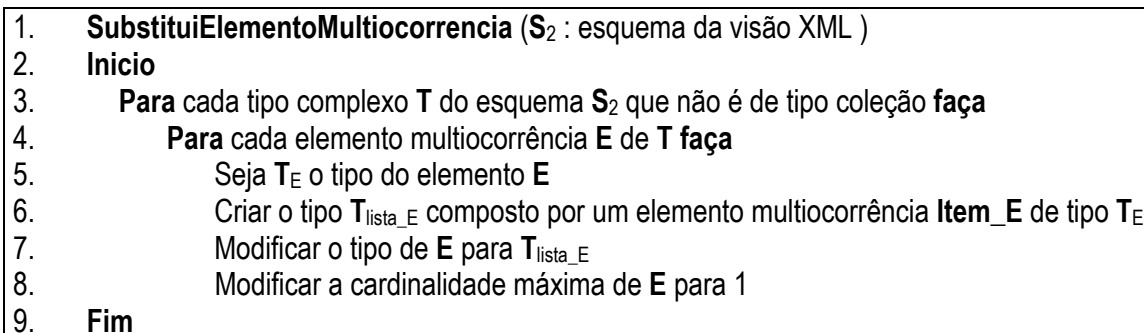 1. SubstituiElementoMultiocorrencia (S2 : esquema da visão XML )
2. Inicio
3. Para cada tipo complexo T do esquema S2 que não é de tipo coleção faça
4. Para cada elemento multiocorrência E de T faça
5. Seja TE o tipo do elemento E
6. Criar o tipo Tlista_E composto por um elemento multiocorrência Item_E de tipo TE
7. Modificar o tipo de E para Tlista_E
8. Modificar a cardinalidade máxima de E para 1
9. Fim